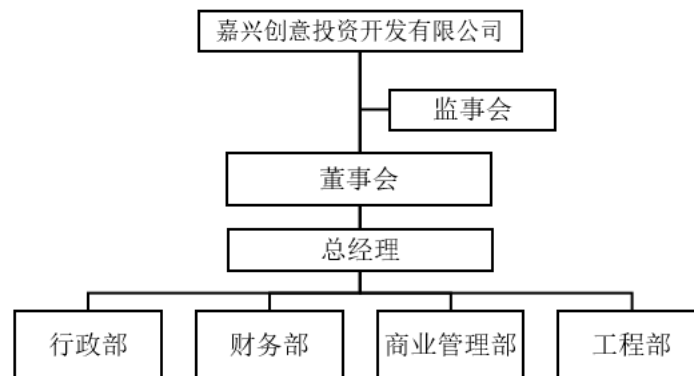 嘉兴创意投资开发有限公司
监事会
董事会
总经理
行政部
财务部
商业管理部
工程部